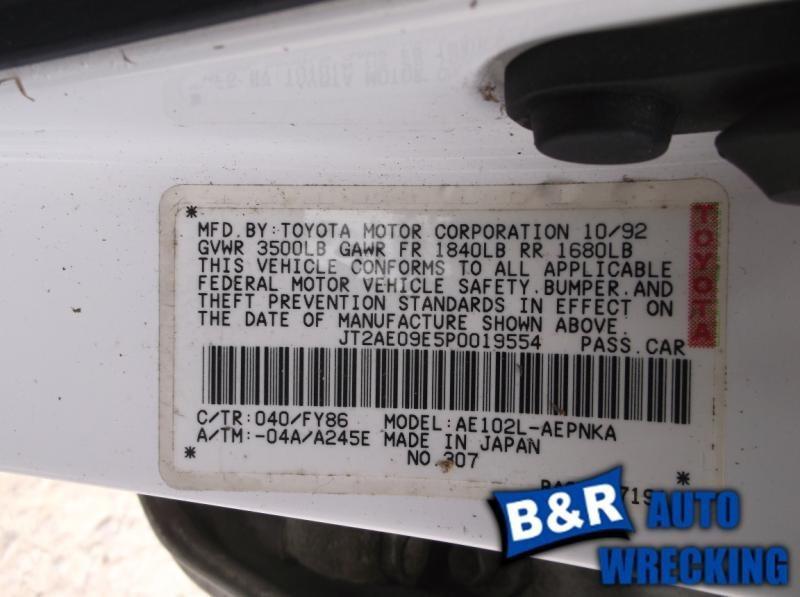 * MFD.BY:TOYOTA MOTOR CORPORATION 10/92
GVWR 3500LB GAWR FR 1840LB RR 1680LB
THIS VEHICLE CONFORMS TO ALL APPLICABLE
FEDERAL MOTOR VEHICLE SAFETY.BUMPER.AND
THEFT PREVENTION STANDARDS IN EFFECT ON
THE DATE OF MANUFACTURE SHOWN ABOVE.
JT2AE09E5P0019554 PASS.CAR
TOYOTA
C/TR:040/FY86 MODEL:AE102L-AEPNKA
A/TM:-04A/A245E MADE IN JAPAN
* NO.307 *
B&R AUTO
WRECKING